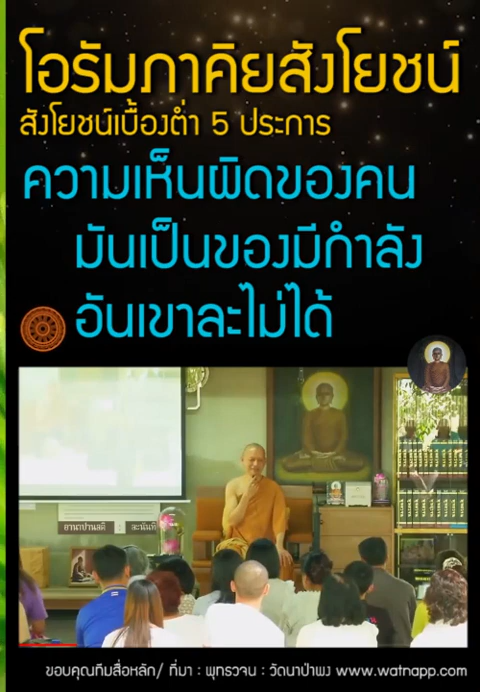 โอรัมภาคิยสังโยชน์
สังโยชน์เบื้องต่ำ 5 ประการ
ความเห็นผิดของคน
มันเป็นของมีกำลัง
อันเขาละไม่ได้
อานาปานสติ
ขอบคุณทีมสื่อหลัก/ ที่มา : พุทธวจน : วัดนาป่าพง www.watnapp.com